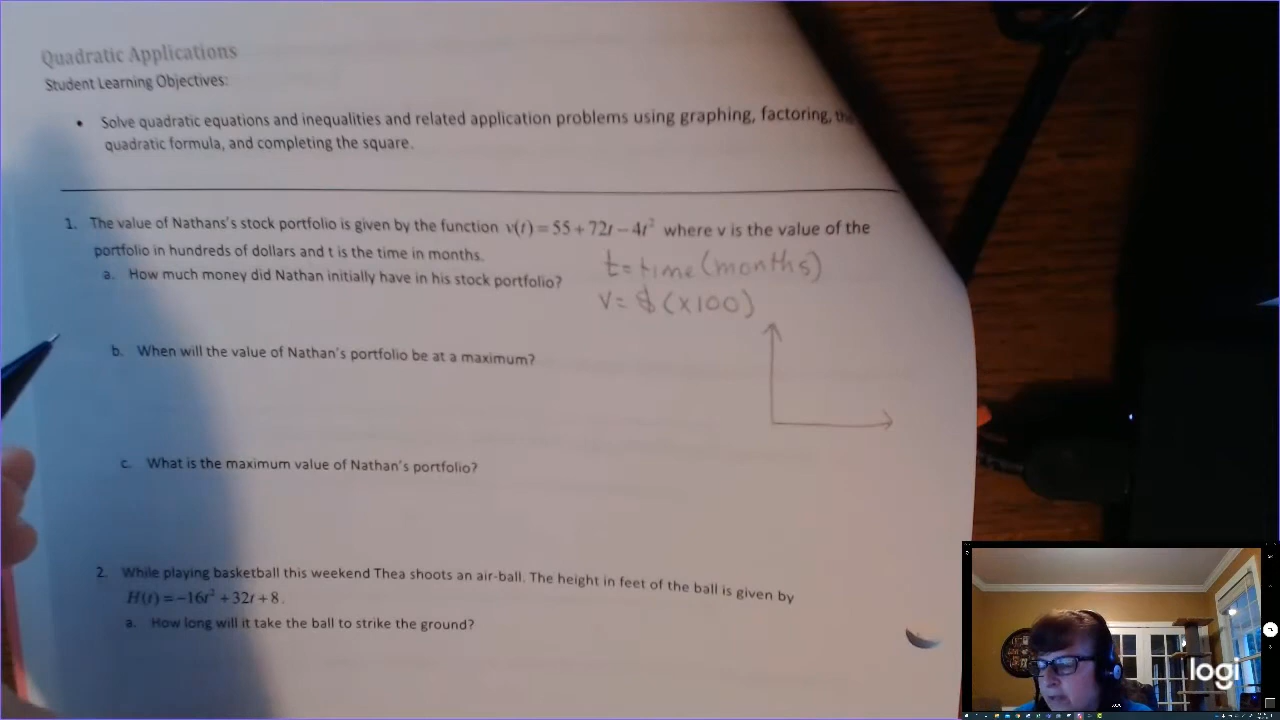 Quadratic Applications
Student Learning Objectives:
• Solve quadratic equations and inequalities and related application problems using graphing, factoring, the
quadratic formula, and completing the square.
1. The value of Nathans's stock portfolio is given by the function v(t) = 55 + 72t − 4t² where v is the value of the
portfolio in hundreds of dollars and t is the time in months.
t = time (months)
a. How much money did Nathan initially have in his stock portfolio?
v = $ (x100)
b. When will the value of Nathan's portfolio be at a maximum?
c. What is the maximum value of Nathan's portfolio?
2. While playing basketball this weekend Thea shoots an air-ball. The height in feet of the ball is given by
H(t) = −16t² + 32t + 8.
a. How long will it take the ball to strike the ground?
logi